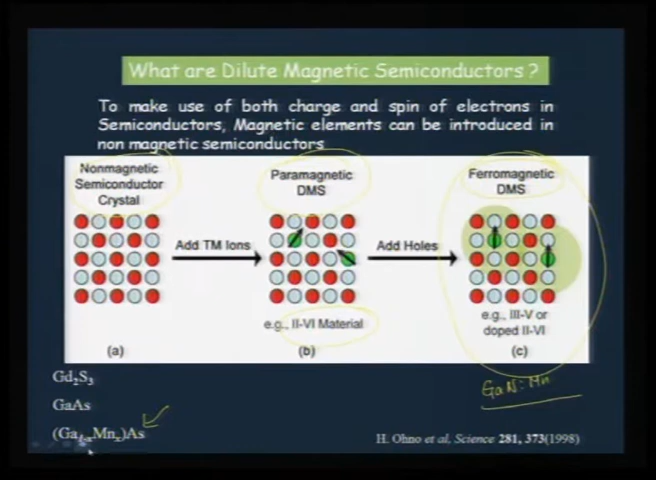 What are Dilute Magnetic Semiconductors ?
To make use of both charge and spin of electrons in
Semiconductors, Magnetic elements can be introduced in
non magnetic semiconductors
Nonmagnetic
Semiconductor
Crystal
Paramagnetic
DMS
Ferromagnetic
DMS
Add TM Ions
Add Holes
e.g., II-VI Material
e.g., III-V or
doped II-VI
(a)
(b)
(c)
GaN:Mn
Gd₂S₃
GaAs
(Ga₁₋ₓMnₓ)As
H. Ohno et al. Science 281, 373(1998)